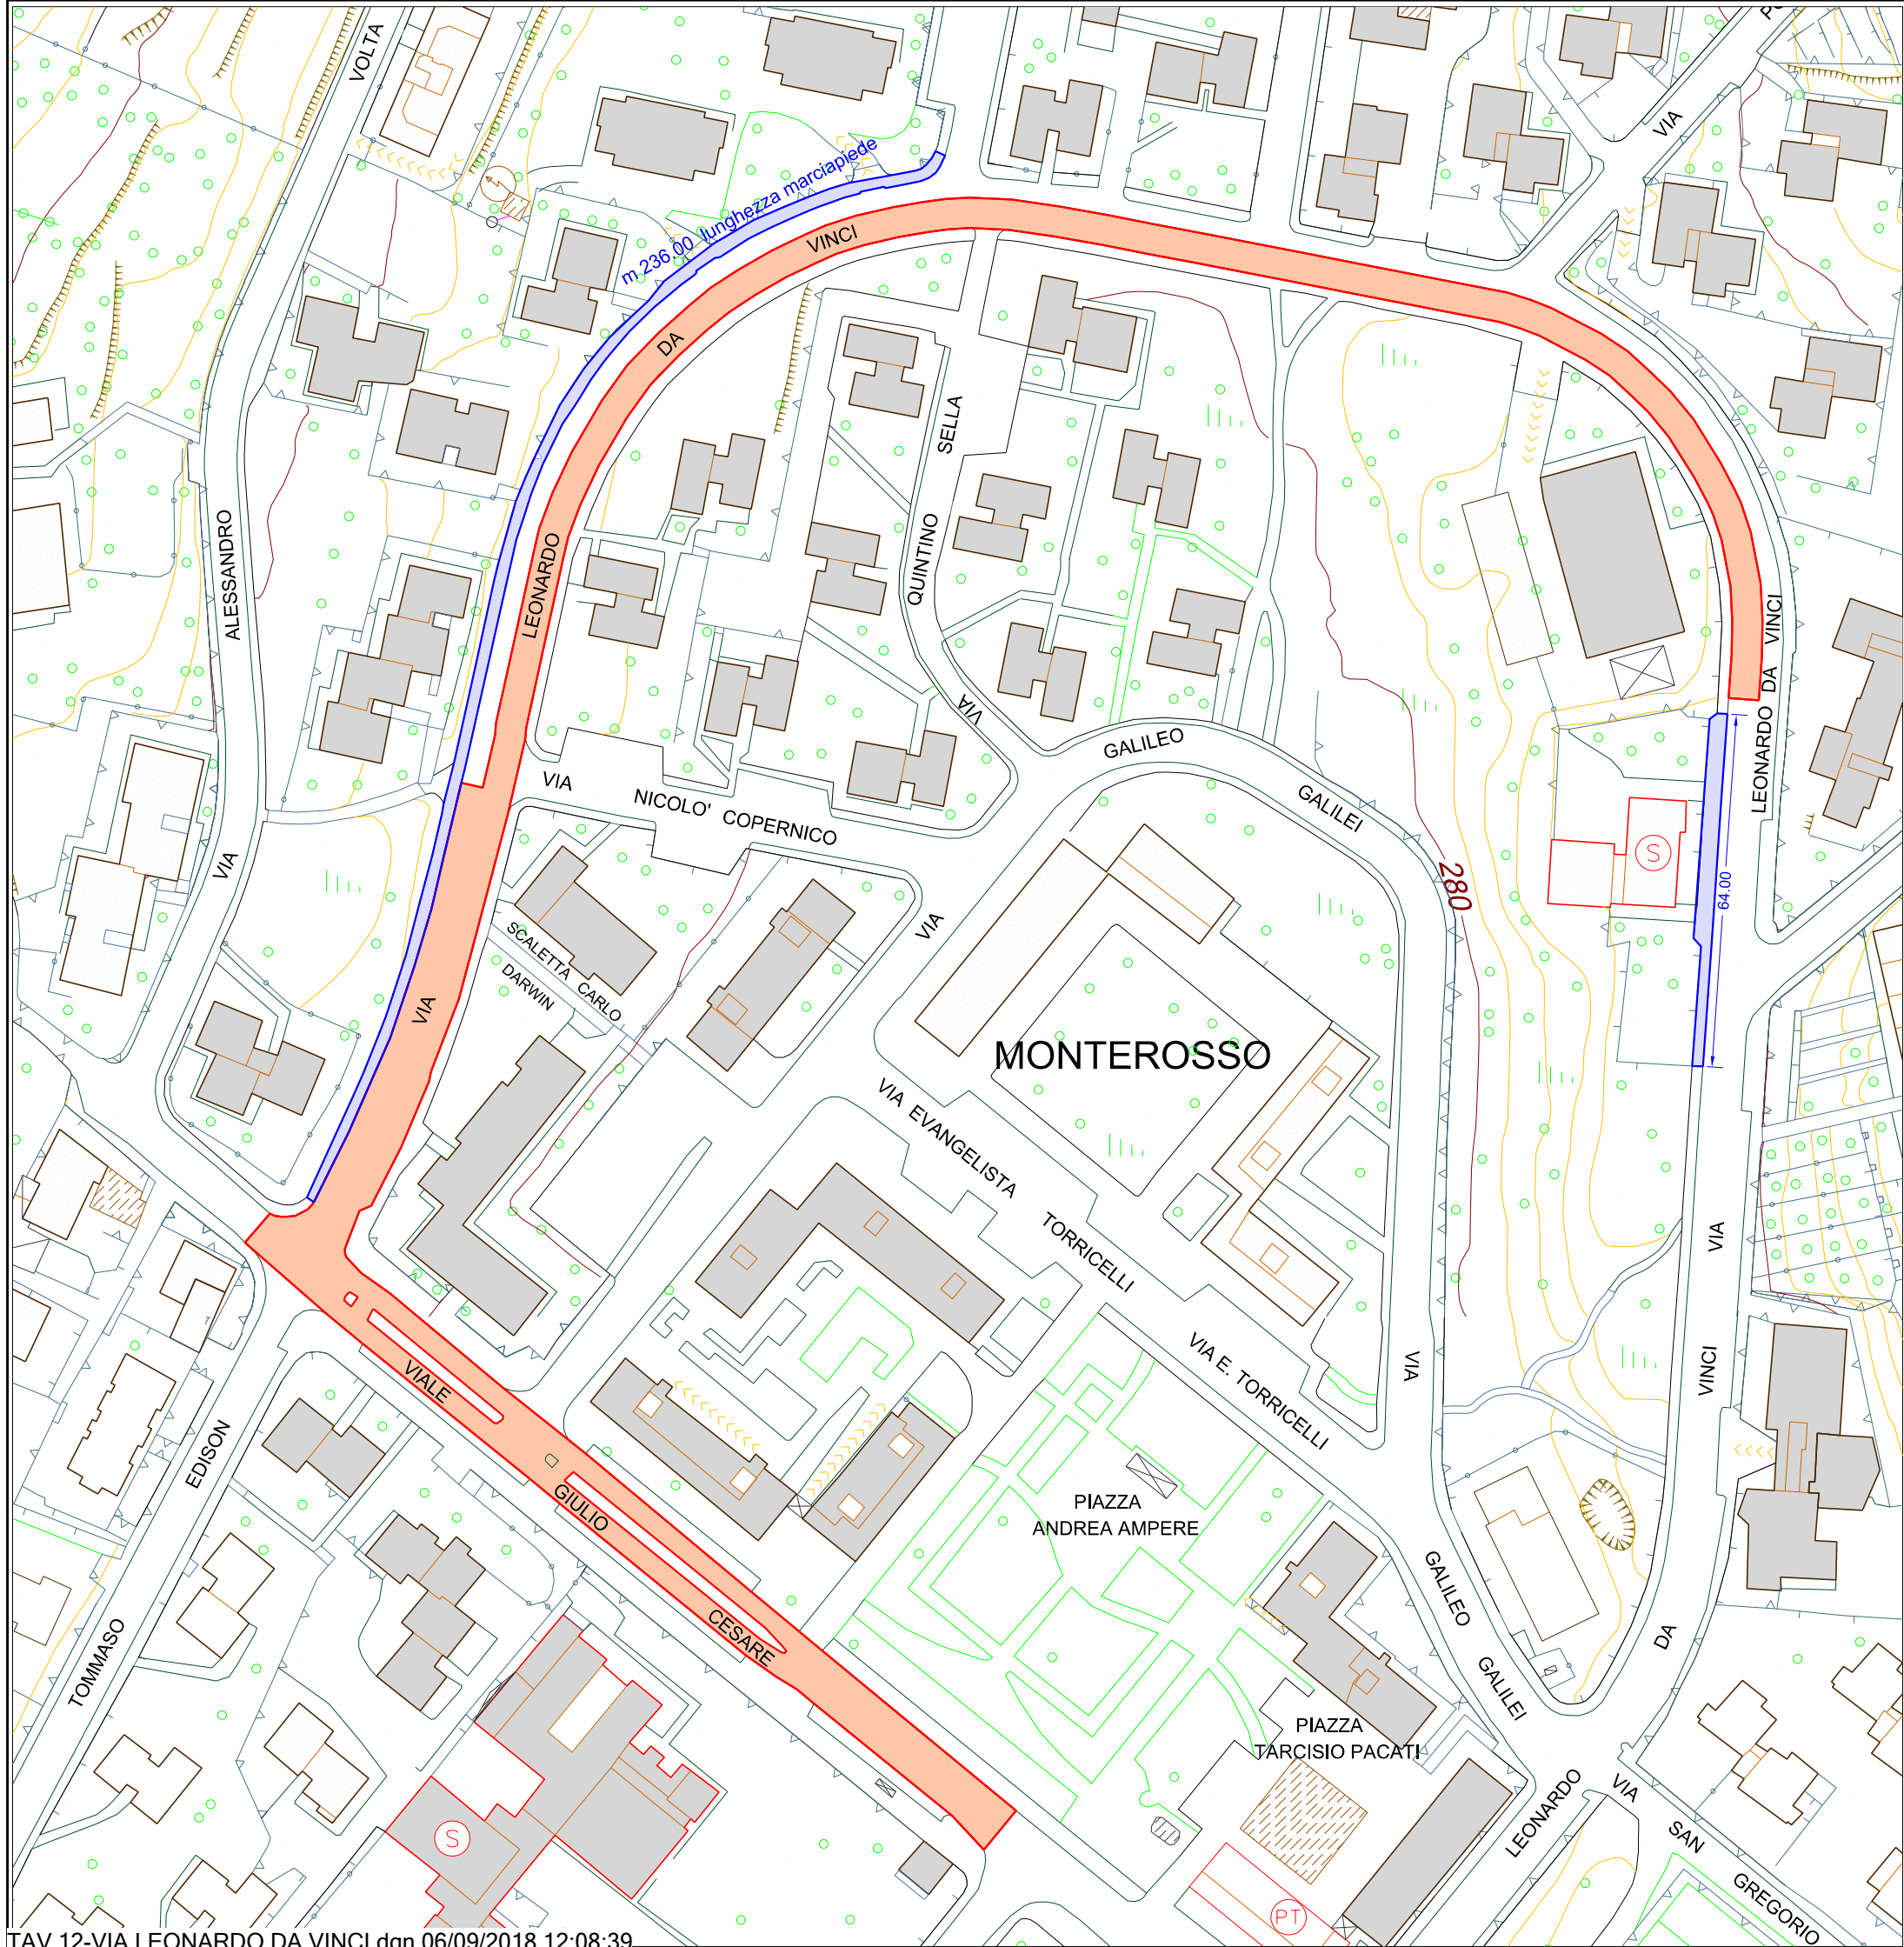 VOLTA
PO
VIA
m 236.00 lunghezza marciapiede
VINCI
DA
LEONARDO
VIA
ALESSANDRO
VIA
SELLA
QUINTINO
VIA
GALILEO
GALILEI
VIA
NICOLO' COPERNICO
VIA
SCALETTA CARLO
DARWIN
LEONARDO DA VINCI
S
64.00
280
MONTEROSSO
VIA EVANGELISTA
TORRICELLI
VIA E. TORRICELLI
VIA
VIA
VINCI
DA
VIALE
GIULIO
CESARE
EDISON
TOMMASO
PIAZZA
ANDREA AMPERE
GALILEO
GALILEI
PIAZZA
TARCISIO PACATI
LEONARDO
VIA
SAN
GREGORIO
S
PT
TAV 12-VIA LEONARDO DA VINCI.dgn 06/09/2018 12:08:39